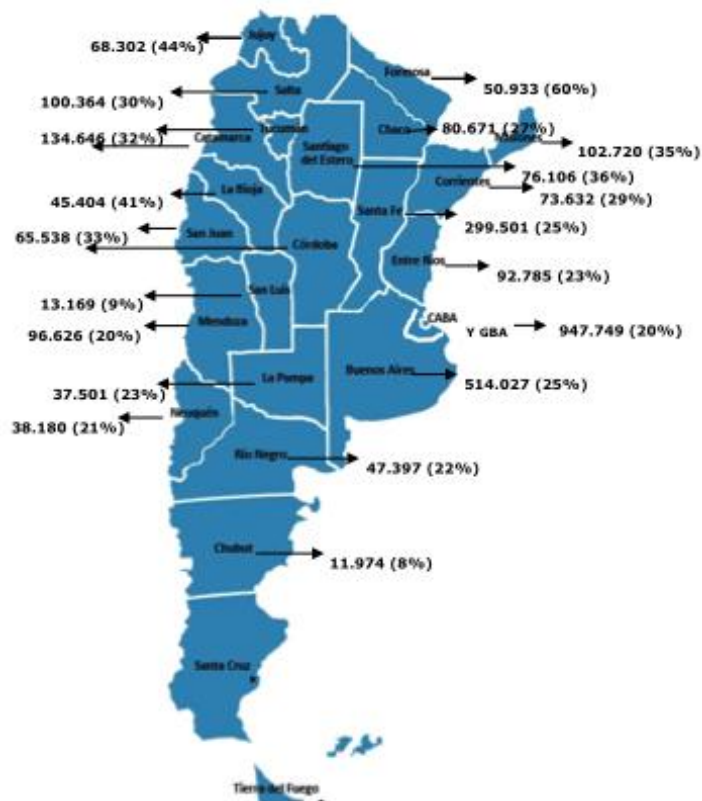 Jujuy
68.302 (44%)
Formosa
50.933 (60%)
Salta
100.364 (30%)
Tucumán
Chaco
80.671 (27%)
134.646 (32%)
Catamarca
Misiones
102.720 (35%)
Santiago
del Estero
76.106 (36%)
La Rioja
Corrientes
73.632 (29%)
45.404 (41%)
Santa Fe
299.501 (25%)
San Juan
65.538 (33%)
Córdoba
Entre Ríos
92.785 (23%)
13.169 (9%)
San Luis
Mendoza
96.626 (20%)
CABA
Y GBA
947.749 (20%)
La Pampa
Buenos Aires
514.027 (25%)
37.501 (23%)
Neuquén
38.180 (21%)
Río Negro
47.397 (22%)
Chubut
11.974 (8%)
Santa Cruz
Tierra del Fuego